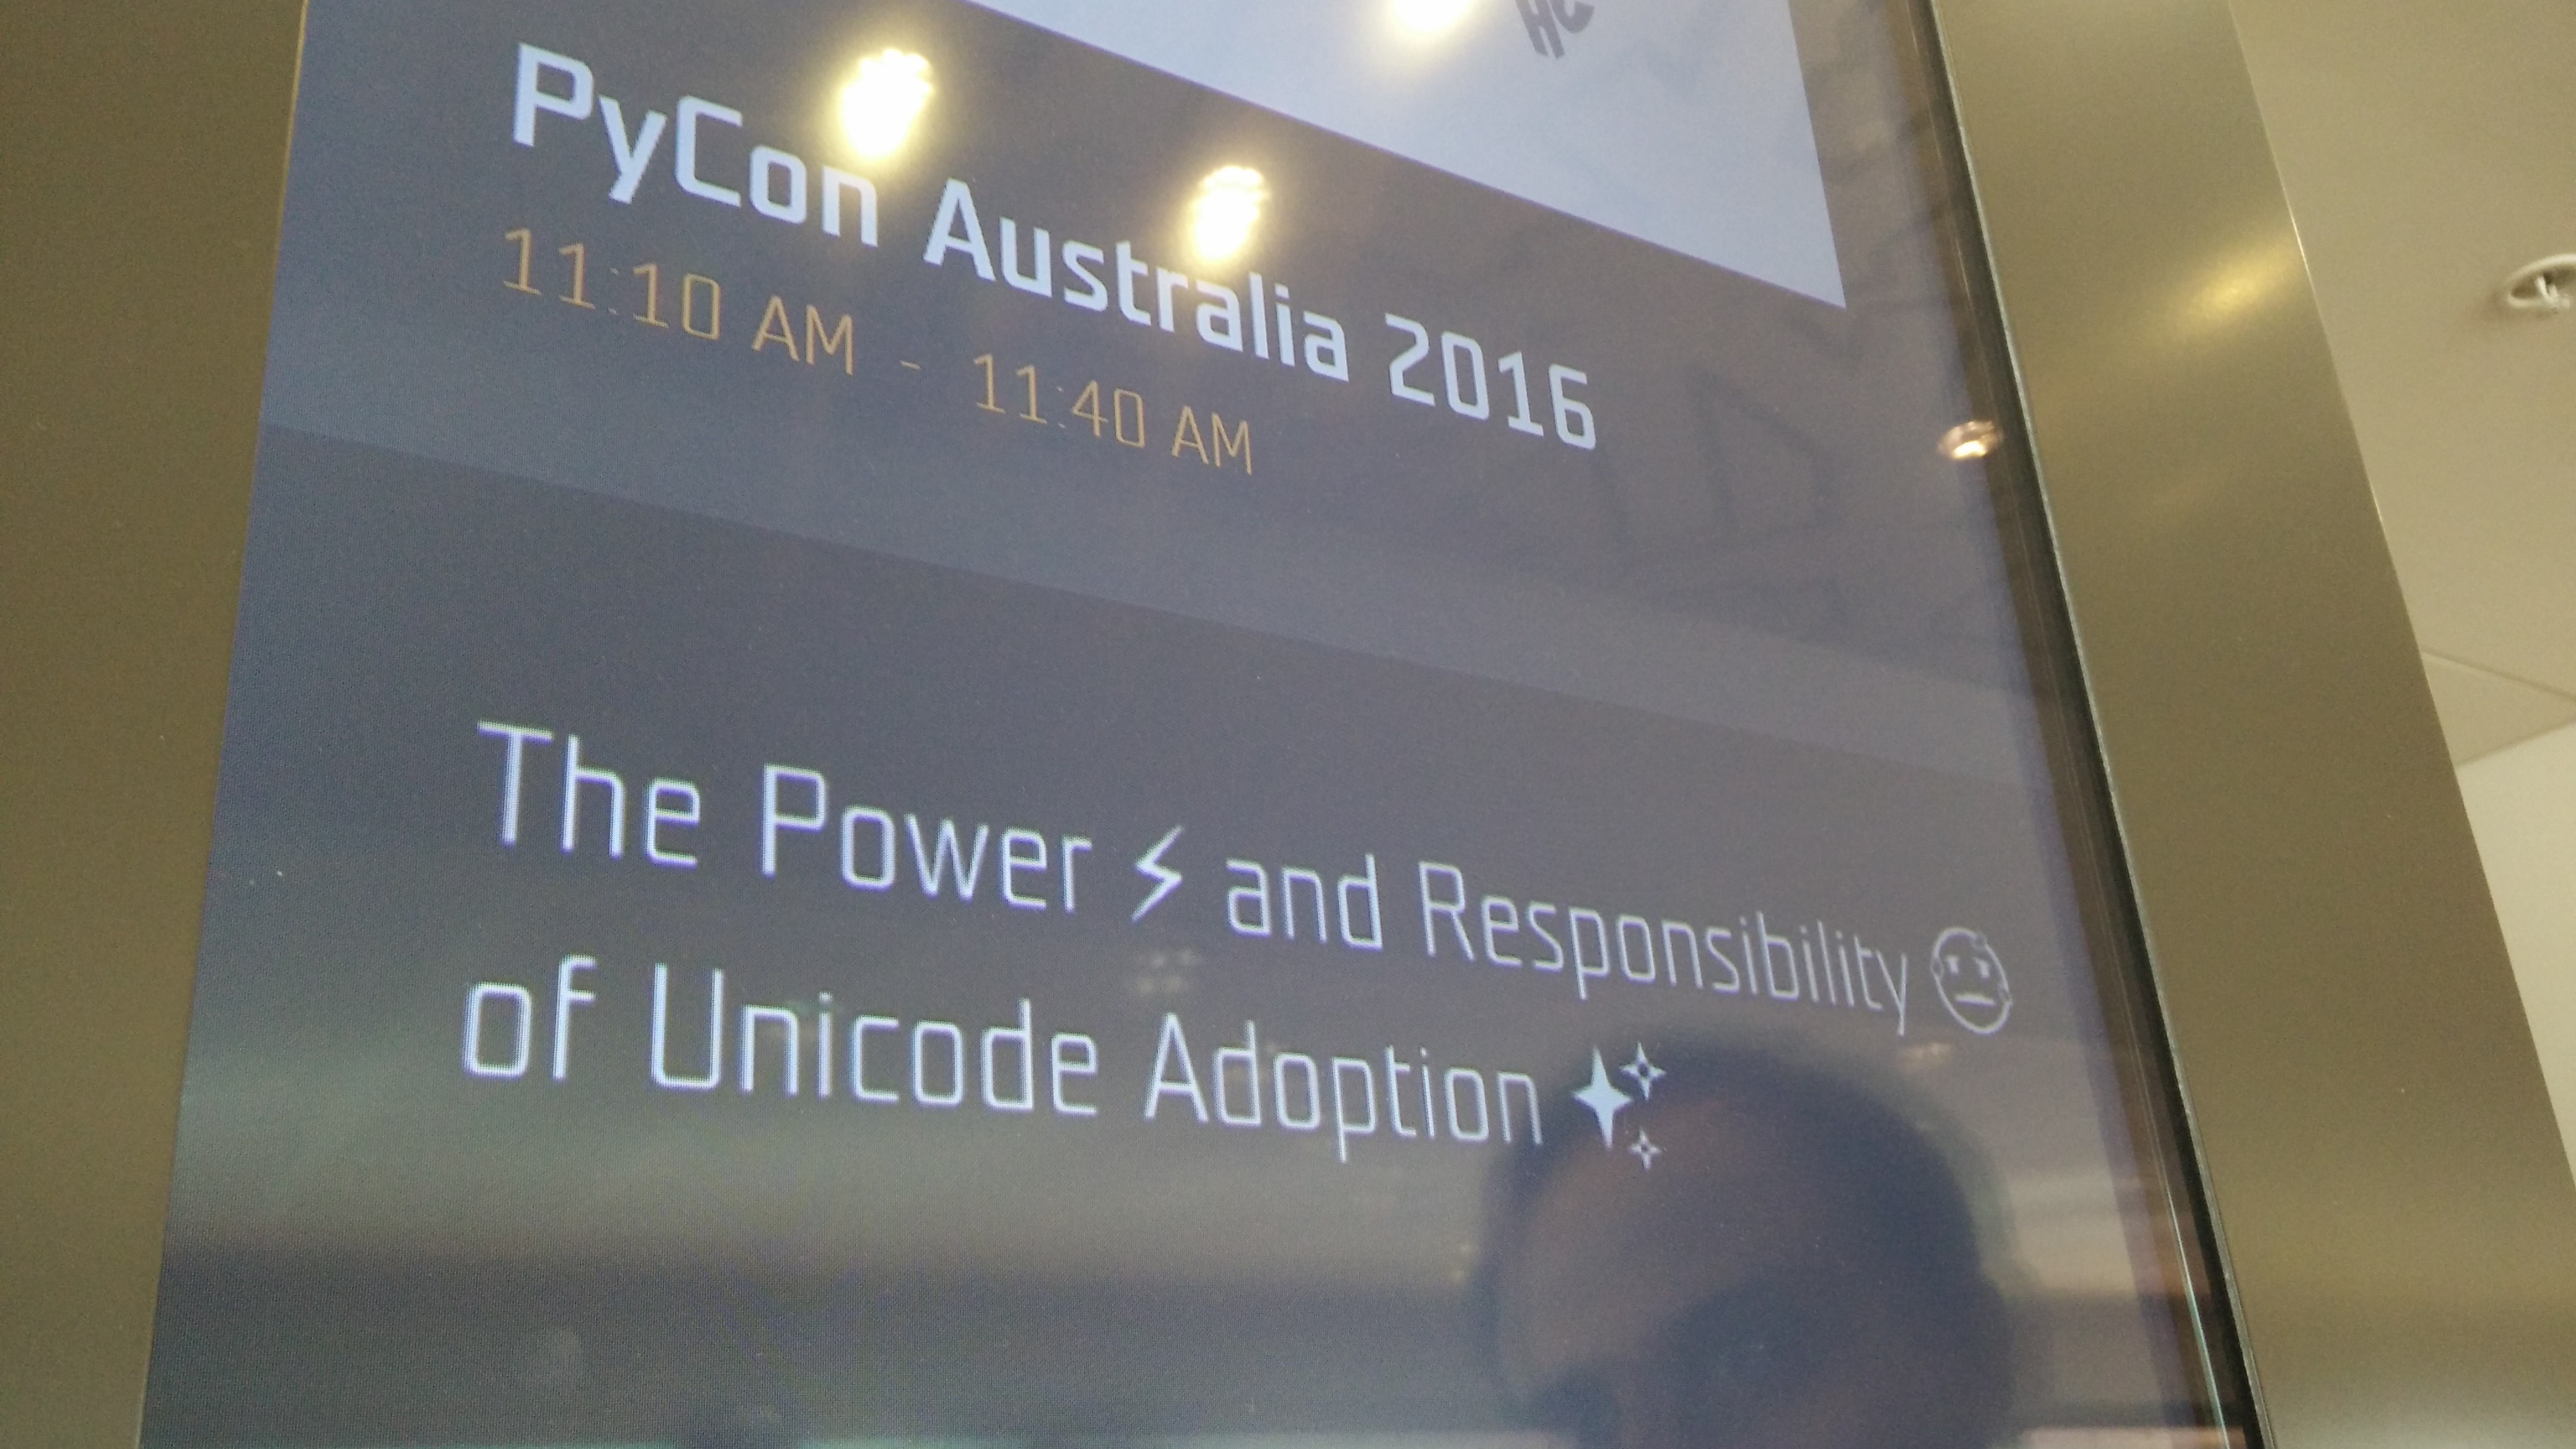 PyCon Australia 2016
11:10 AM - 11:40 AM
The Power ⚡ and Responsibility 🤕
of Unicode Adoption ✨